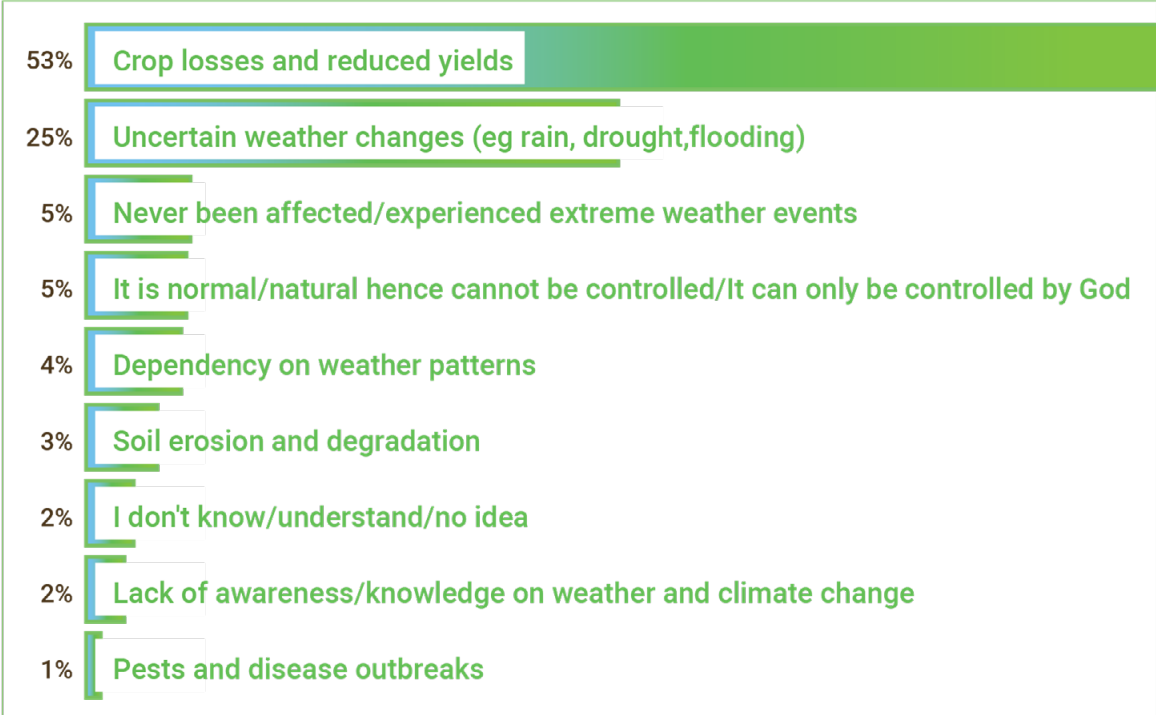 53% Crop losses and reduced yields
25% Uncertain weather changes (eg rain, drought,flooding)
5% Never been affected/experienced extreme weather events
5% It is normal/natural hence cannot be controlled/It can only be controlled by God
4% Dependency on weather patterns
3% Soil erosion and degradation
2% I don't know/understand/no idea
2% Lack of awareness/knowledge on weather and climate change
1% Pests and disease outbreaks